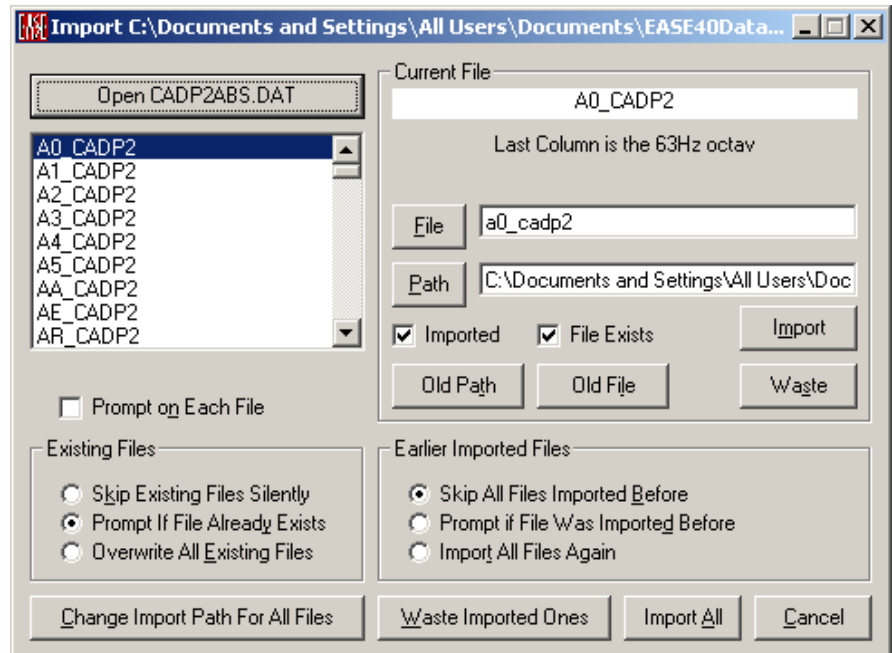 EASE Import C:\Documents and Settings\All Users\Documents\EASE40Data...
Open CADP2ABS.DAT
A0_CADP2
A1_CADP2
A2_CADP2
A3_CADP2
A4_CADP2
A5_CADP2
AA_CADP2
AE_CADP2
AR_CADP2
Prompt on Each File
Current File
A0_CADP2
Last Column is the 63Hz octav
File
a0_cadp2
Path
C:\Documents and Settings\All Users\Doc
Imported
File Exists
Import
Old Path
Old File
Waste
Existing Files
Skip Existing Files Silently
Prompt If File Already Exists
Overwrite All Existing Files
Earlier Imported Files
Skip All Files Imported Before
Prompt if File Was Imported Before
Import All Files Again
Change Import Path For All Files
Waste Imported Ones
Import All
Cancel